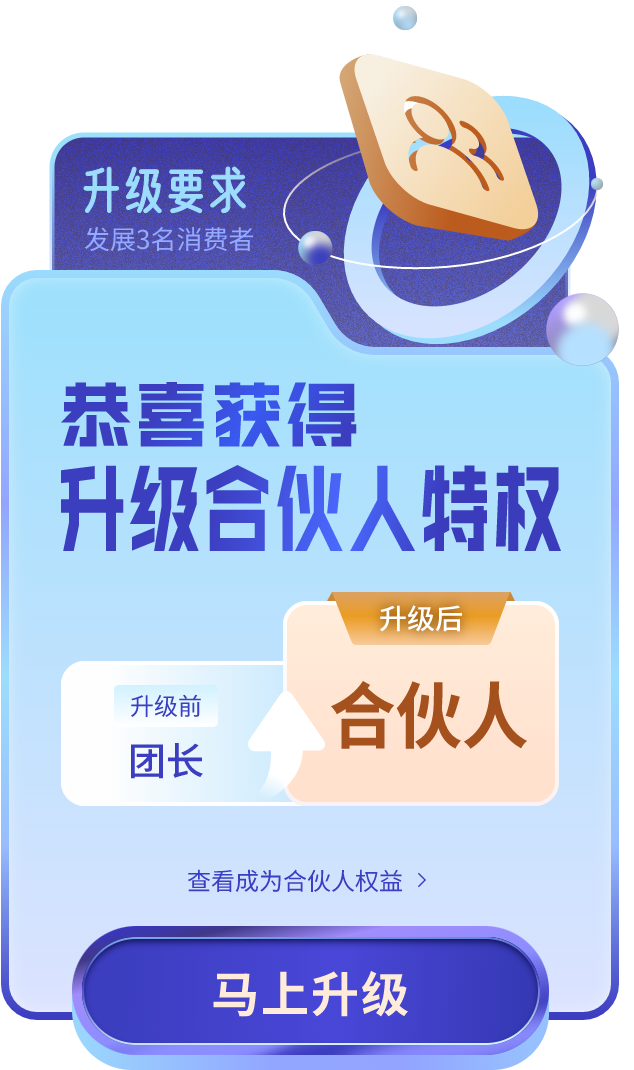 升级要求
发展3名消费者
恭喜获得
升级合伙人特权
升级后
升级前
合伙人
团长
查看成为合伙人权益 >
马上升级